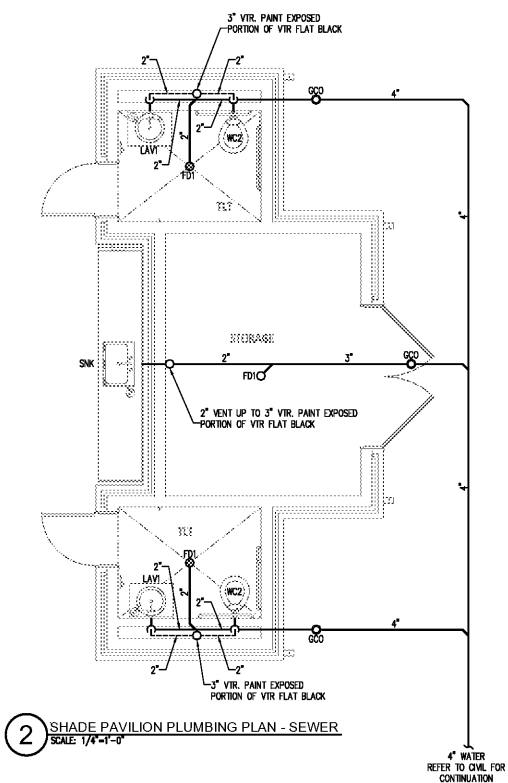 3" VTR. PAINT EXPOSED
PORTION OF VTR FLAT BLACK
2"
2"
GCO
4"
2"
2"
WC2
LAV1
2"
FD1
TLT
4"
STORAGE
SNK
2"
3"
GCO
FD1
2" VENT UP TO 3" VTR. PAINT EXPOSED
PORTION OF VTR FLAT BLACK
4"
TLT
FD1
2"
LAV1
2"
2"
WC2
GCO
4"
2"
2"
3" VTR. PAINT EXPOSED
PORTION OF VTR FLAT BLACK
2
SHADE PAVILION PLUMBING PLAN - SEWER
SCALE: 1/4"=1'-0"
4" WATER
REFER TO CIVIL FOR
CONTINUATION